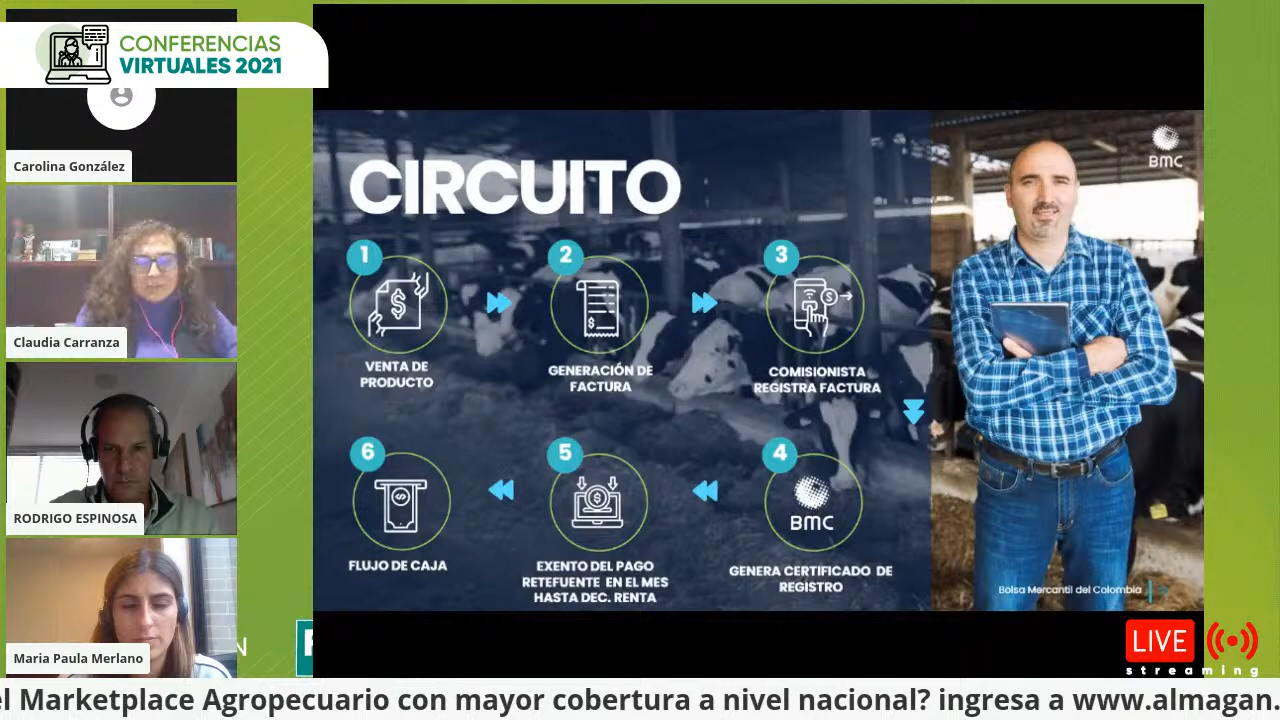 CONFERENCIAS
VIRTUALES 2021
Carolina González
Claudia Carranza
RODRIGO ESPINOSA
Maria Paula Merlano
CIRCUITO
BMC
1
VENTA DE
PRODUCTO
2
GENERACIÓN DE
FACTURA
3
COMISIONISTA
REGISTRA FACTURA
4
BMC
GENERA CERTIFICADO DE
REGISTRO
5
EXENTO DEL PAGO
RETEFUENTE EN EL MES
HASTA DEC. RENTA
6
FLUJO DE CAJA
Bolsa Mercantil del Colombia
N
LIVE
streaming
el Marketplace Agropecuario con mayor cobertura a nivel nacional? ingresa a www.almagan.